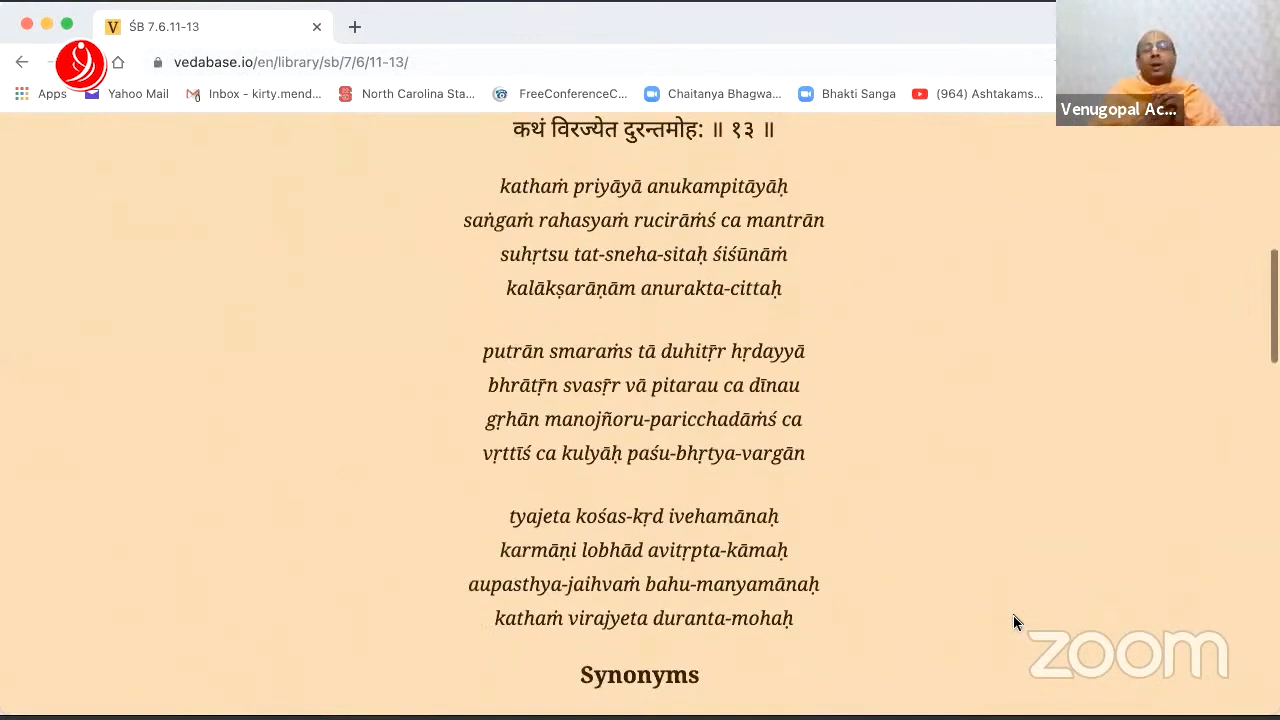 ŚB 7.6.11-13
vedabase.io/en/library/sb/7/6/11-13/
Apps Yahoo Mail Inbox - kirty.mend... North Carolina Sta... FreeConferenceC... Chaitanya Bhagwa... Bhakti Sanga (964) Ashtakams...
Venugopal Ac...
कथं विरज्येत दुरन्तमोह: ॥ १३ ॥
kathaṁ priyāyā anukampitāyāḥ
saṅgaṁ rahasyaṁ rucirāṁś ca mantrān
suhṛtsu tat-sneha-sitaḥ śiśūnāṁ
kalākṣarāṇām anurakta-cittaḥ
putrān smaraṁs tā duhitṝr hṛdayyā
bhrātṝn svasṝr vā pitarau ca dīnau
gṛhān manojñoru-paricchadāṁś ca
vṛttīś ca kulyāḥ paśu-bhṛtya-vargān
tyajeta kośas-kṛd ivehamānaḥ
karmāṇi lobhād avitṛpta-kāmaḥ
aupasthya-jaihvaṁ bahu-manyamānaḥ
kathaṁ virajyeta duranta-mohaḥ
Synonyms
zoom